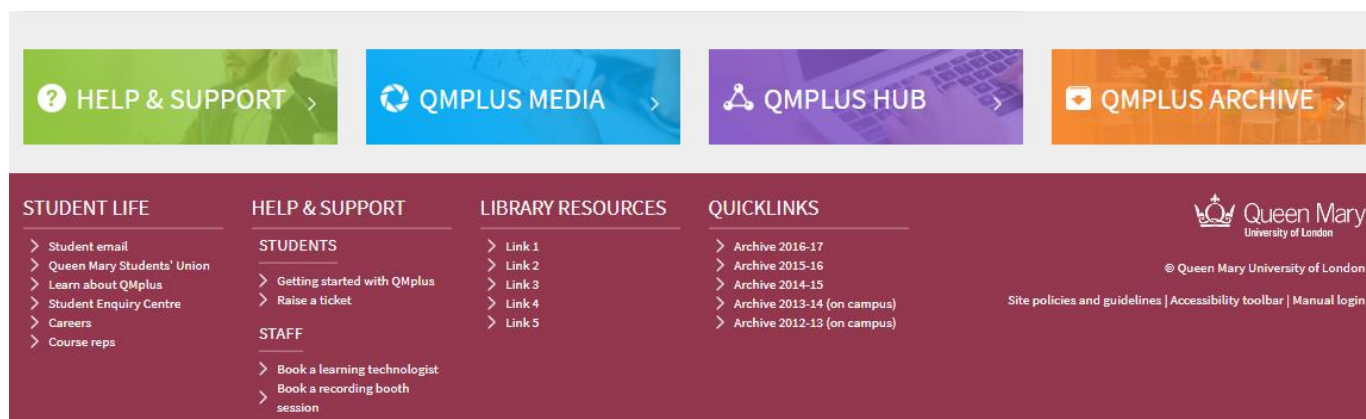 HELP & SUPPORT
QMPLUS MEDIA
QMPLUS HUB
QMPLUS ARCHIVE
STUDENT LIFE
Student email
Queen Mary Students' Union
Learn about QMplus
Student Enquiry Centre
Careers
Course reps
HELP & SUPPORT
STUDENTS
Getting started with QMplus
Raise a ticket
STAFF
Book a learning technologist
Book a recording booth
session
LIBRARY RESOURCES
Link 1
Link 2
Link 3
Link 4
Link 5
QUICKLINKS
Archive 2016-17
Archive 2015-16
Archive 2014-15
Archive 2013-14 (on campus)
Archive 2012-13 (on campus)
Queen Mary
University of London
© Queen Mary University of London
Site policies and guidelines | Accessibility toolbar | Manual login